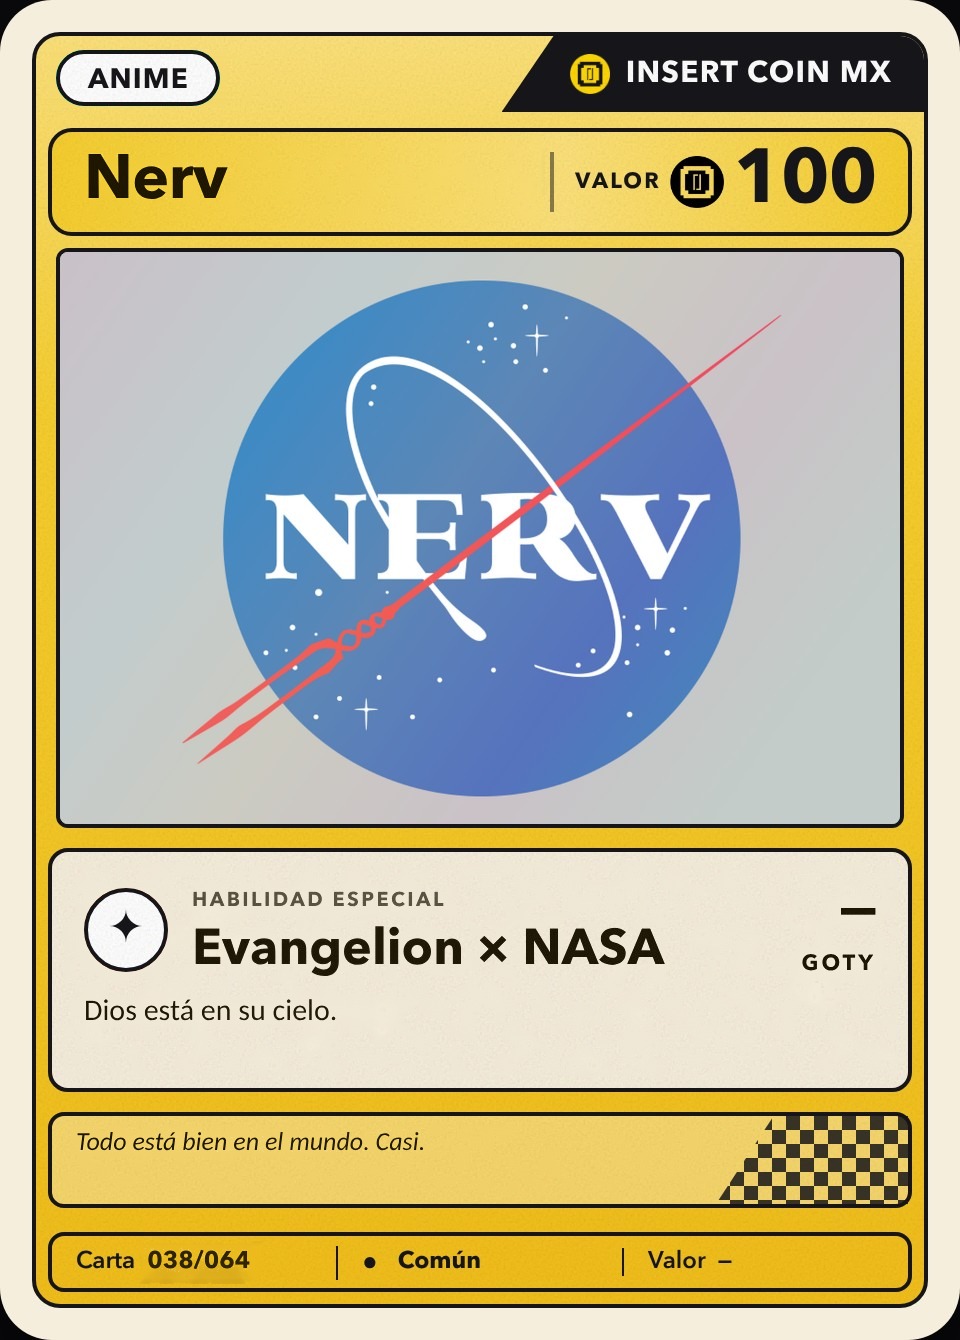 ANIME
INSERT COIN MX
Nerv
VALOR 100
NERV
HABILIDAD ESPECIAL
Evangelion × NASA
–
GOTY
Dios está en su cielo.
Todo está bien en el mundo. Casi.
Carta 038/064 • Común Valor –